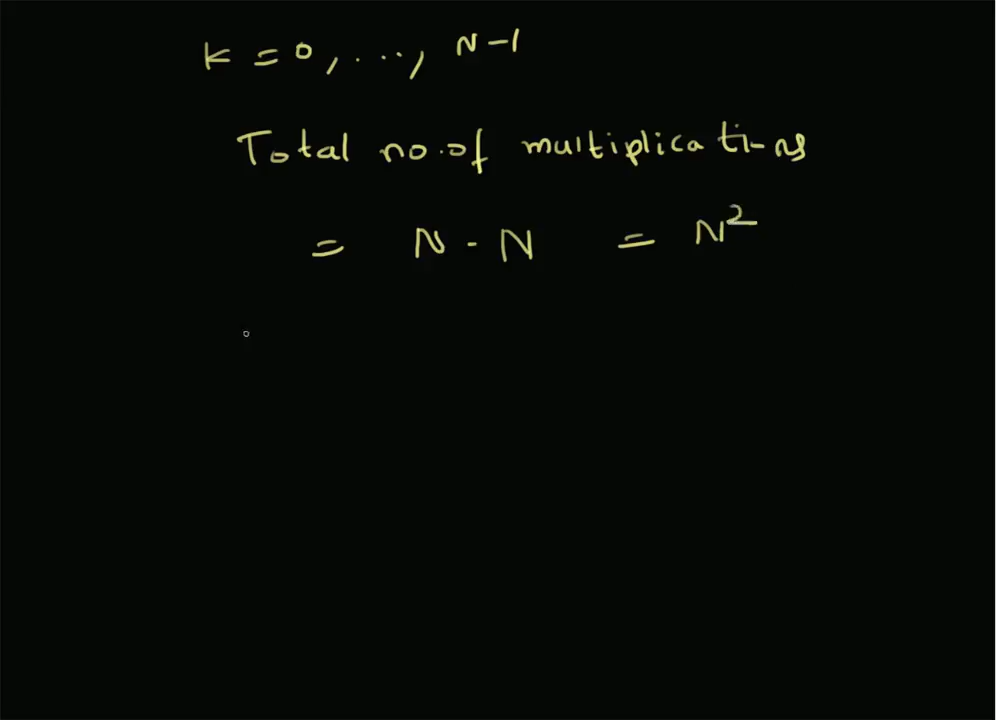 k = 0, ..., N-1
Total no. of multiplications
= N · N = N²